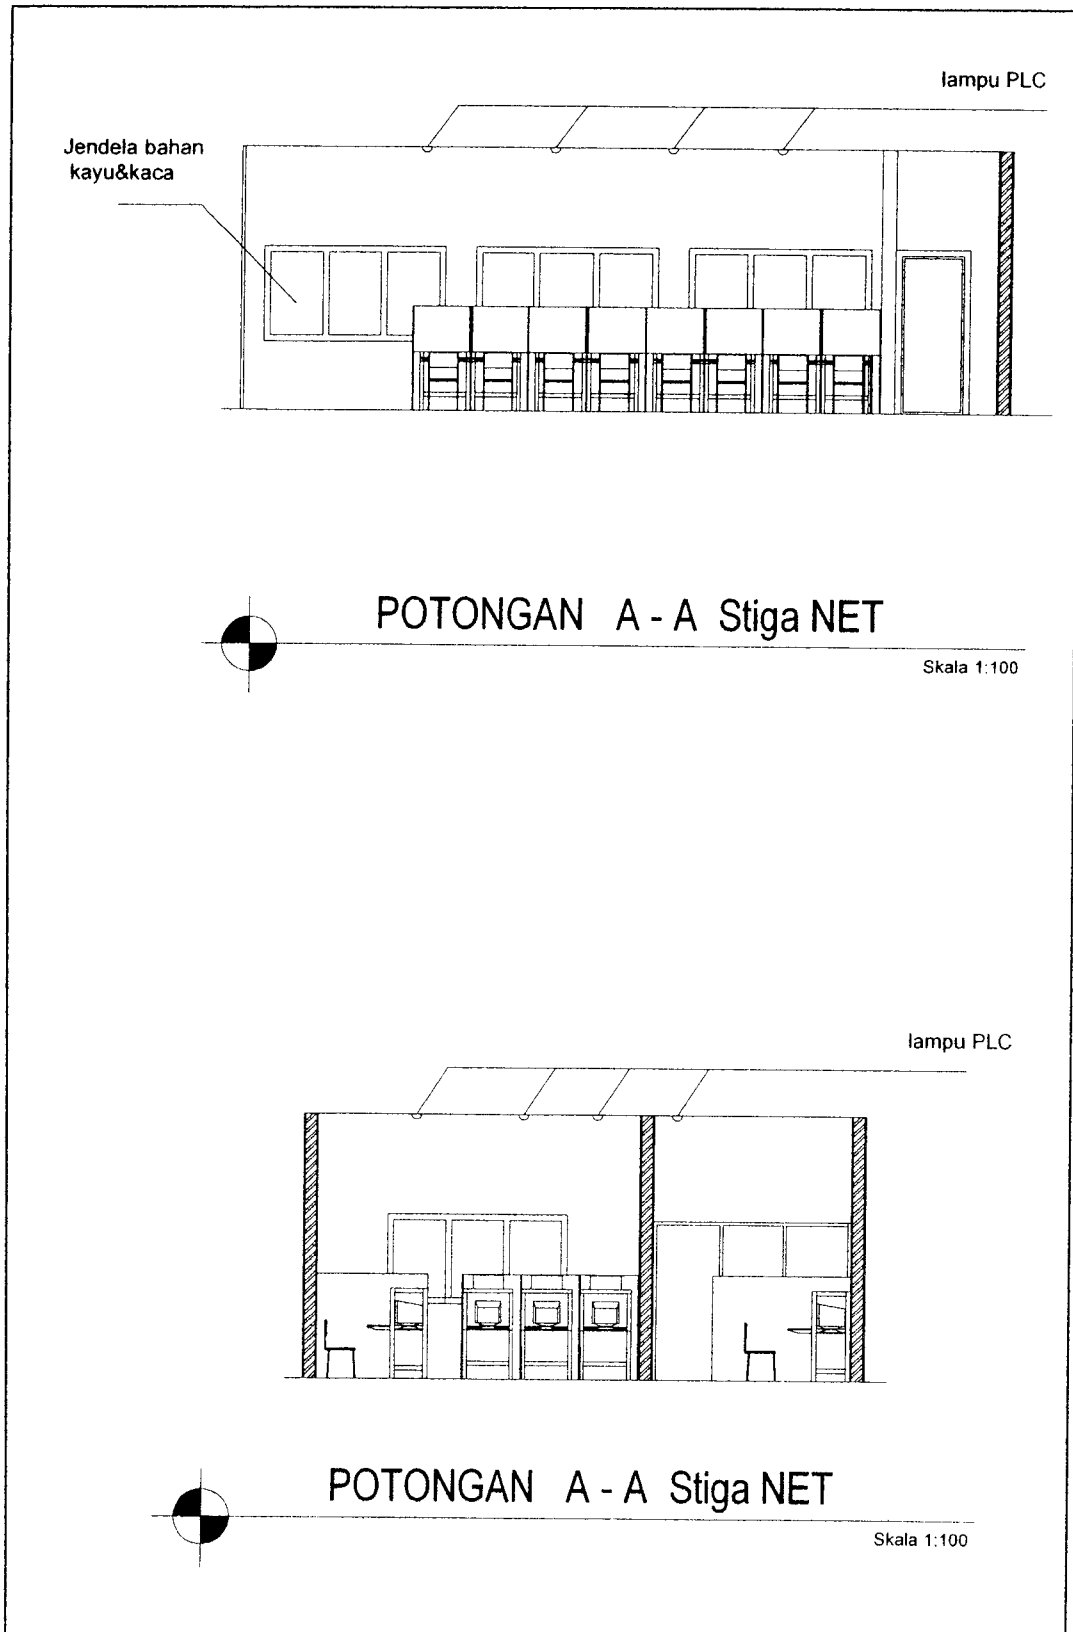 lampu PLC
Jendela bahan
kayu&kaca
POTONGAN A - A Stiga NET
Skala 1:100
lampu PLC
POTONGAN A - A Stiga NET
Skala 1:100